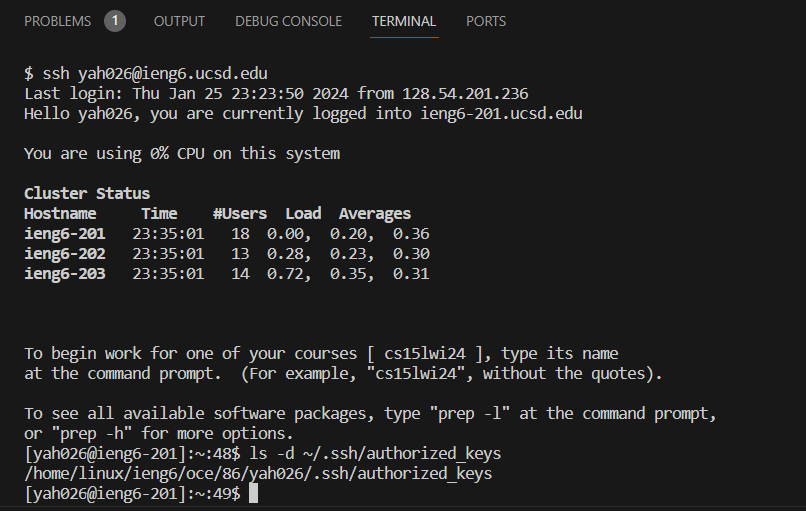 PROBLEMS 1 OUTPUT DEBUG CONSOLE TERMINAL PORTS
$ ssh yah026@ieng6.ucsd.edu
Last login: Thu Jan 25 23:23:50 2024 from 128.54.201.236
Hello yah026, you are currently logged into ieng6-201.ucsd.edu
You are using 0% CPU on this system
Cluster Status
Hostname     Time    #Users  Load  Averages
ieng6-201   23:35:01   18  0.00,  0.20,  0.36
ieng6-202   23:35:01   13  0.28,  0.23,  0.30
ieng6-203   23:35:01   14  0.72,  0.35,  0.31
To begin work for one of your courses [ cs15lwi24 ], type its name
at the command prompt.  (For example, "cs15lwi24", without the quotes).
To see all available software packages, type "prep -l" at the command prompt,
or "prep -h" for more options.
[yah026@ieng6-201]:~:48$ ls -d ~/.ssh/authorized_keys
/home/linux/ieng6/oce/86/yah026/.ssh/authorized_keys
[yah026@ieng6-201]:~:49$